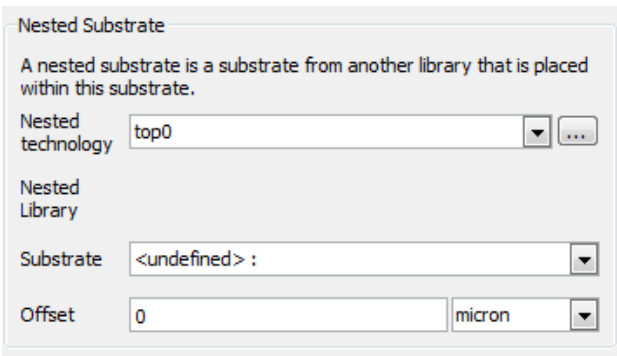 Nested Substrate
A nested substrate is a substrate from another library that is placed
within this substrate.
Nested
technology
top0
...
Nested
Library
Substrate
<undefined> :
Offset
0
micron